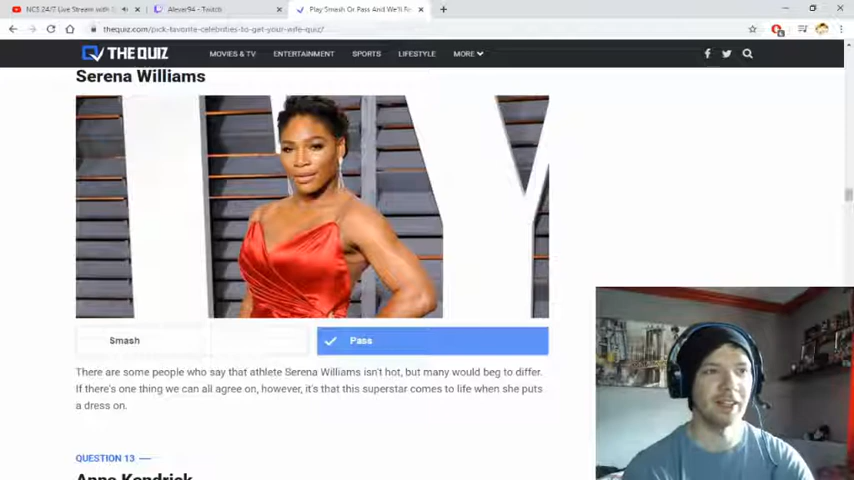 NCS 24/7 Live Stream with
Alever94 - Twitch
Play Smash Or Pass And We'll Fe
thequiz.com/pick-favorite-celebrities-to-get-your-wife-quiz/
THE QUIZ
MOVIES & TV
ENTERTAINMENT
SPORTS
LIFESTYLE
MORE
Serena Williams
Smash
Pass
There are some people who say that athlete Serena Williams isn't hot, but many would beg to differ.
If there's one thing we can all agree on, however, it's that this superstar comes to life when she puts
a dress on.
QUESTION 13
Anna Kendrick